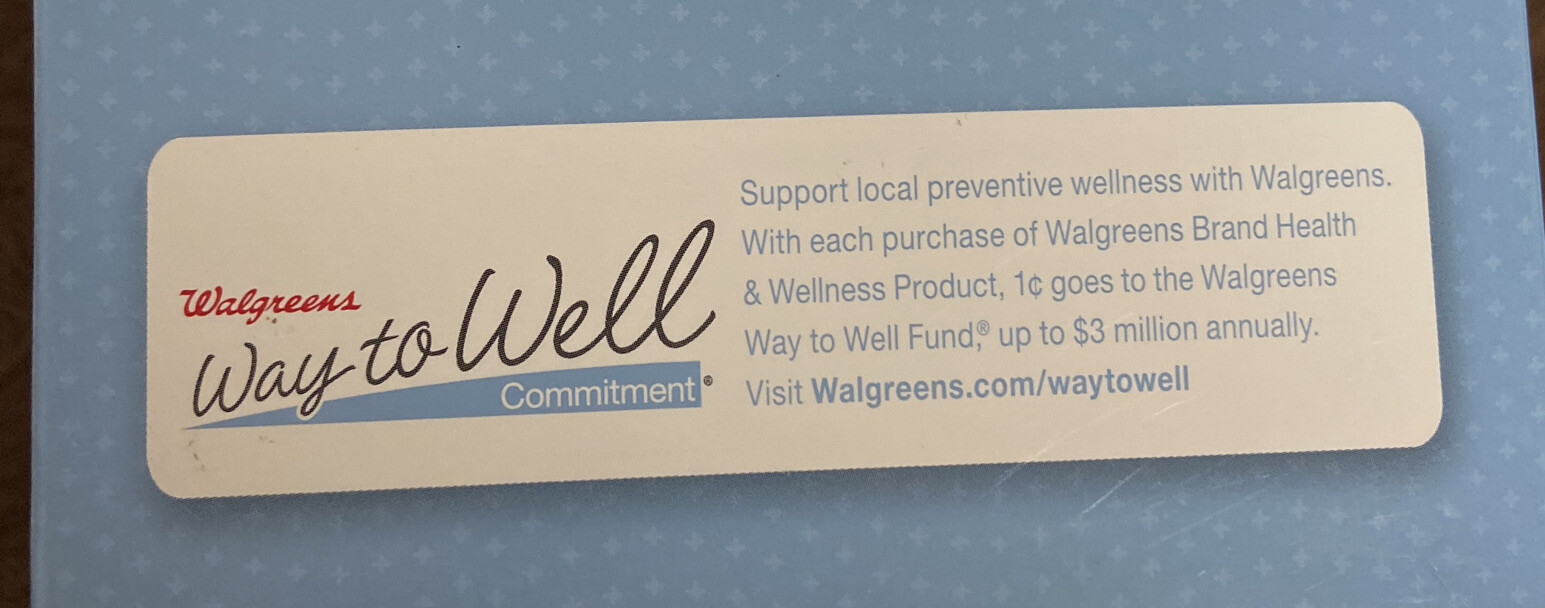 Walgreens
Way to Well
Commitment®
Support local preventive wellness with Walgreens.
With each purchase of Walgreens Brand Health
& Wellness Product, 1¢ goes to the Walgreens
Way to Well Fund,® up to $3 million annually.
Visit Walgreens.com/waytowell